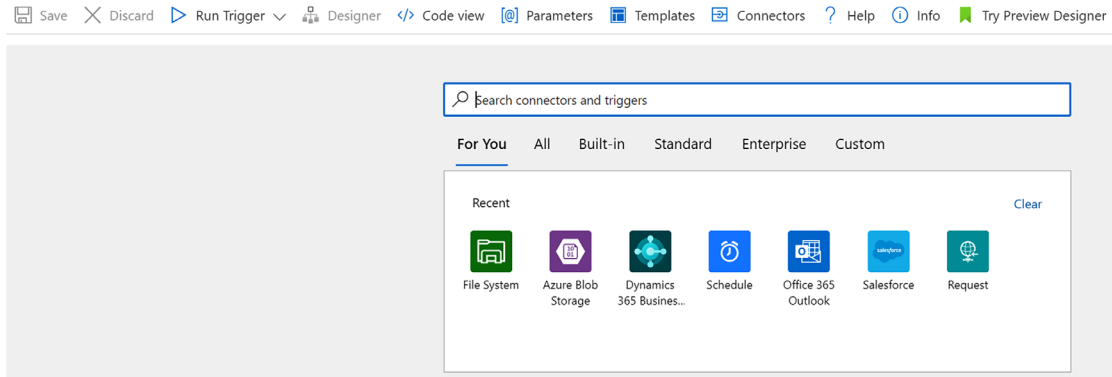 Save Discard Run Trigger Designer Code view [@] Parameters Templates Connectors ? Help Info Try Preview Designer
Search connectors and triggers
For You All Built-in Standard Enterprise Custom
Recent Clear
10
01
salesforce
File System Azure Blob Dynamics Schedule Office 365 Salesforce Request
Storage 365 Busines... Outlook